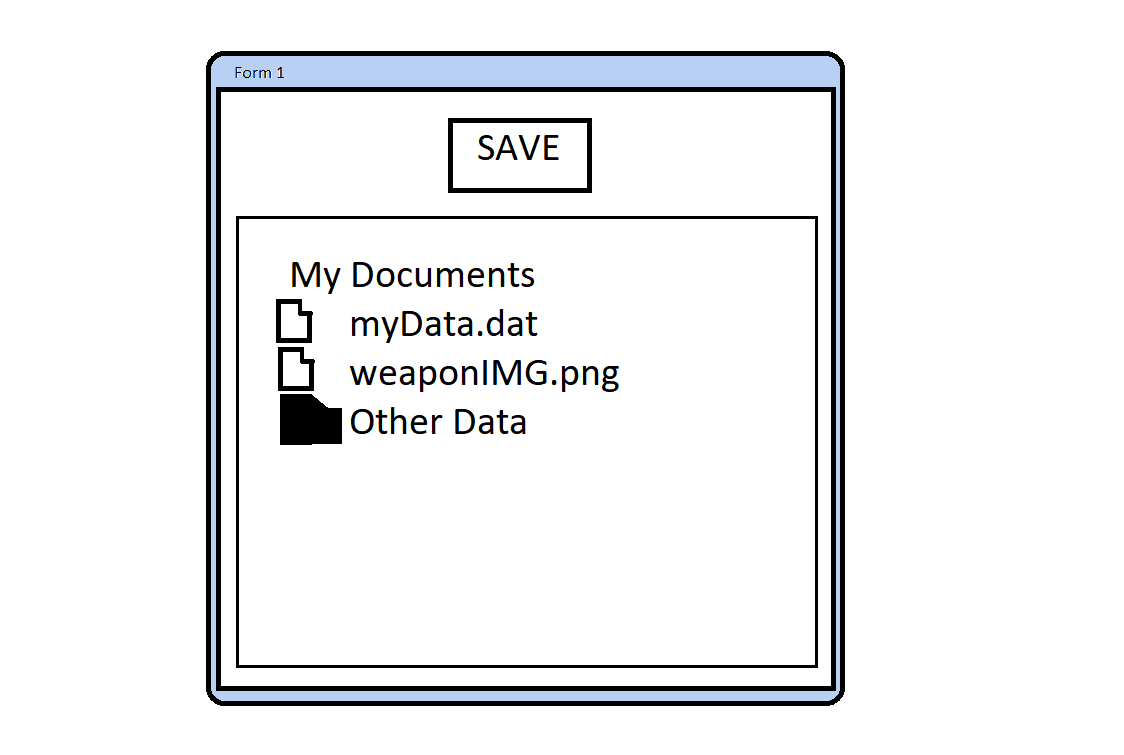 Form 1
SAVE
My Documents
myData.dat
weaponIMG.png
Other Data